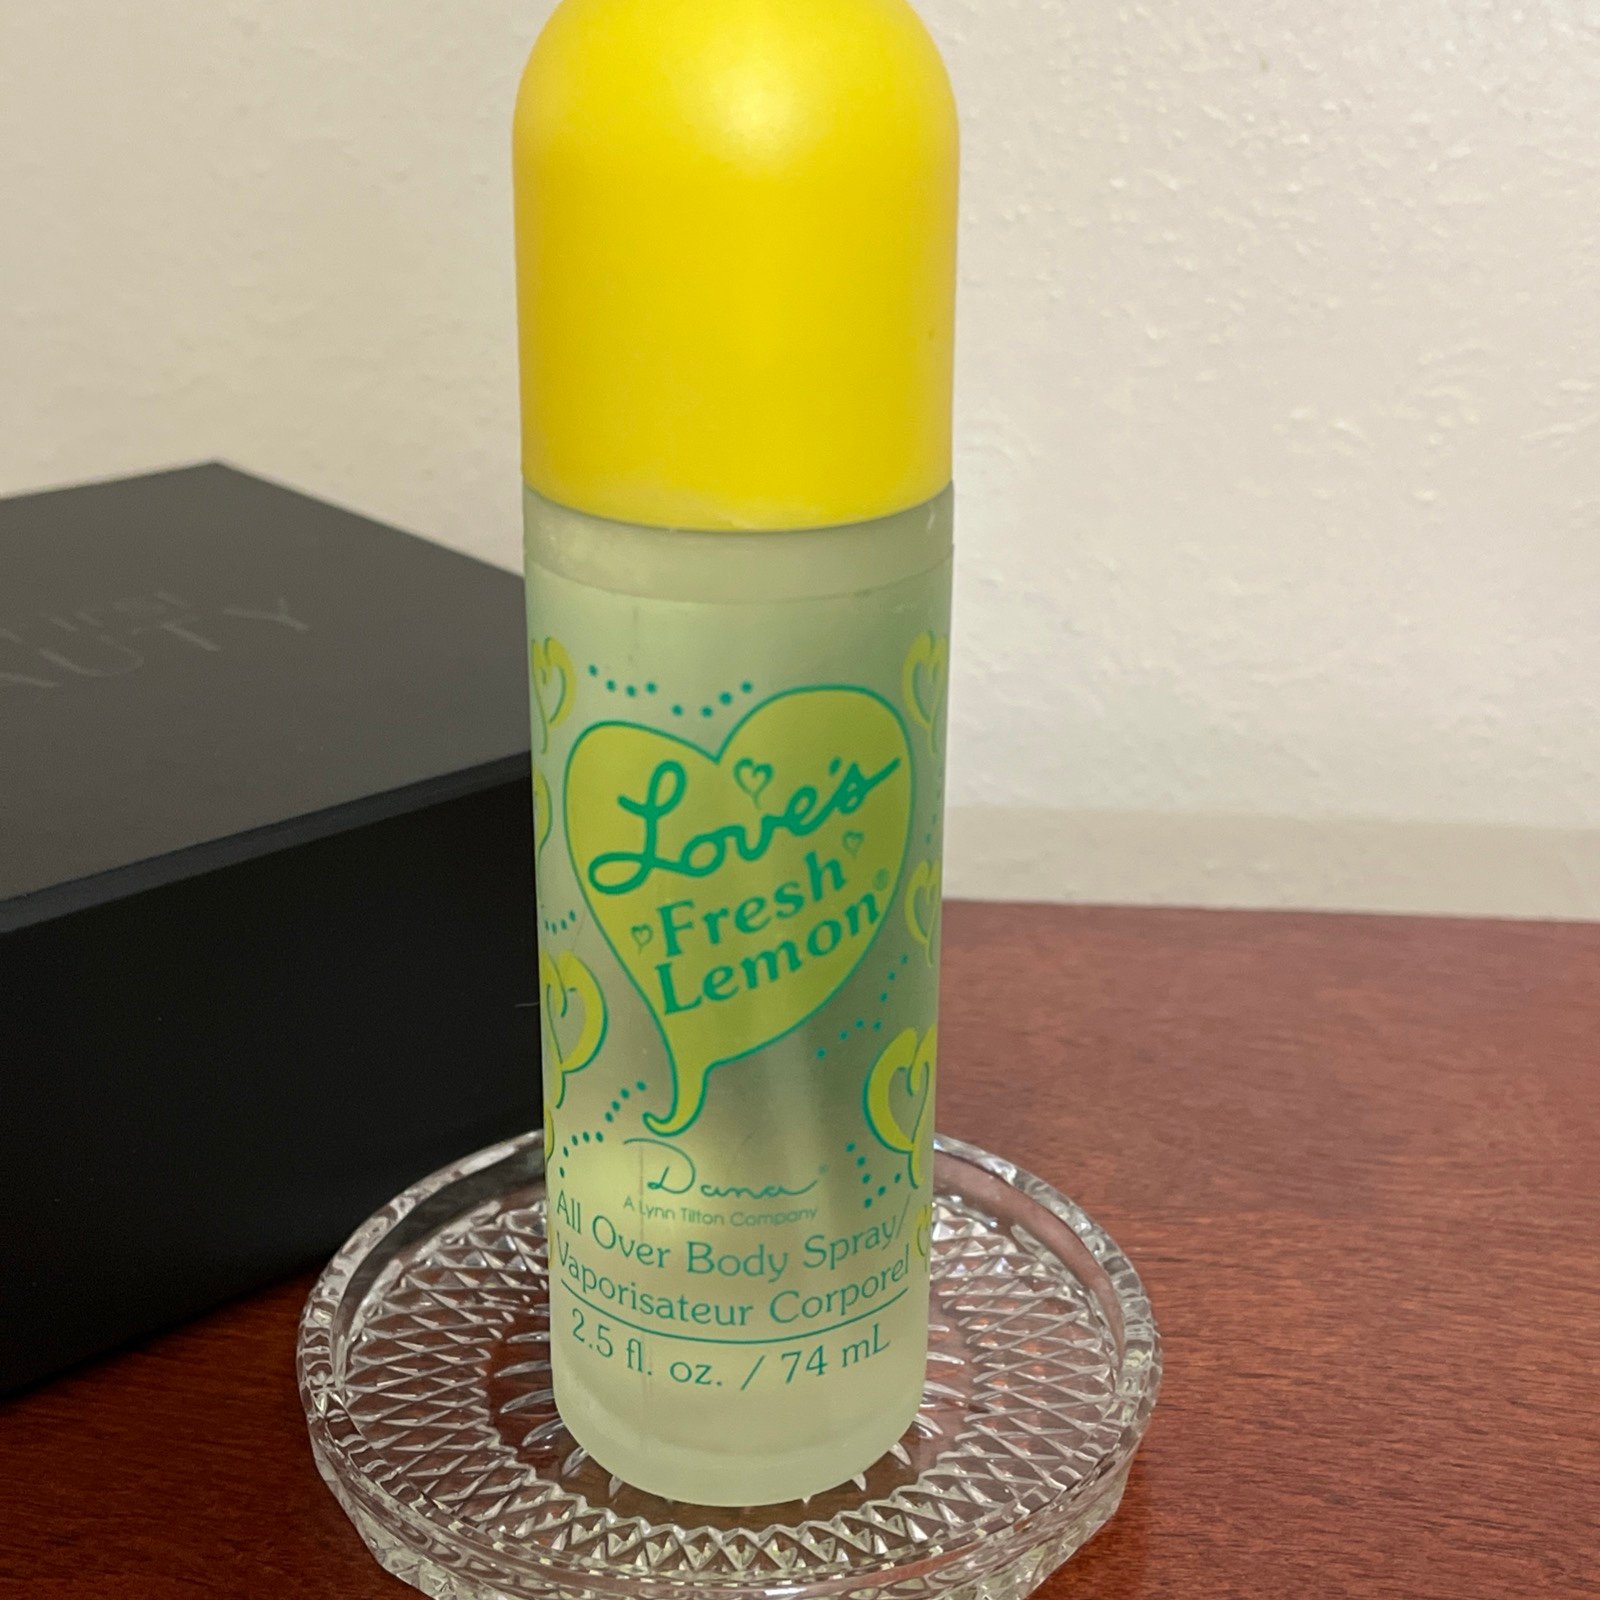 Love's
Fresh
Lemon®
Dana®
A Lynn Tilton Company
All Over Body Spray/
Vaporisateur Corporel
2.5 fl. oz. / 74 mL